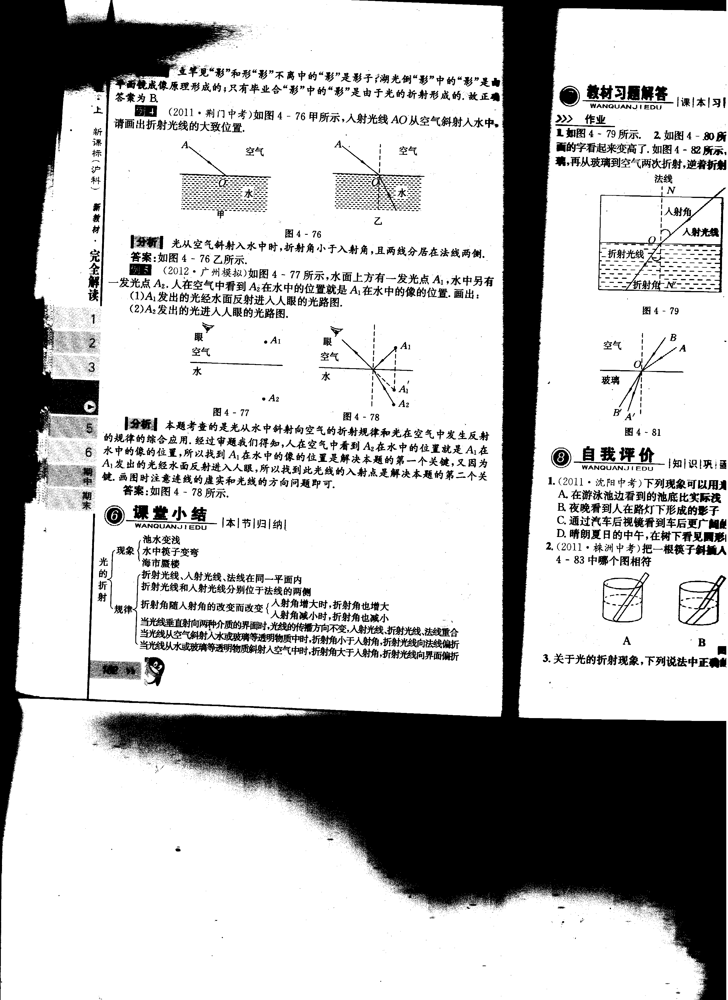 立竿见“影”和形“影”不离中的“影”是影子;湖光倒“影”中的“影”是由
平面镜成像原理形成的;只有毕业合“影”中的“影”是由于光的折射形成的.故正确
答案为 B.
例4 (2011·荆门中考)如图 4-76 甲所示,入射光线 AO 从空气斜射入水中,
请画出折射光线的大致位置.
A 空气 O 水 甲
A 空气 O 水 乙
图 4-76
分析 光从空气斜射入水中时,折射角小于入射角,且两线分居在法线两侧.
答案:如图 4-76 乙所示.
例5 (2012·广州模拟)如图 4-77 所示,水面上方有一发光点 A₁,水中另有
一发光点 A₂.人在空气中看到 A₂在水中的位置就是 A₁在水中的像的位置.画出:
(1)A₁发出的光经水面反射进入人眼的光路图.
(2)A₂发出的光进入人眼的光路图.
眼 A₁ 空气 水 A₂
眼 A₁ 空气 水 A₁′ A₂
图 4-77
图 4-78
分析 本题考查的是光从水中斜射向空气的折射规律和光在空气中发生反射
的规律的综合应用.经过审题我们得知,人在空气中看到 A₂在水中的位置就是 A₁在
水中的像的位置,所以找到 A₁在水中的像的位置是解决本题的第一个关键,又因为
A₁发出的光经水面反射进入人眼,所以找到此光线的入射点是解决本题的第二个关
键.画图时注意连线的虚实和光线的方向问题即可.
答案:如图 4-78 所示.
6 课堂小结 |本|节|归|纳|
WANQUANJIEDU
光的折射
现象
池水变浅
水中筷子变弯
海市蜃楼
规律
折射光线、入射光线、法线在同一平面内
折射光线和入射光线分别位于法线的两侧
折射角随入射角的改变而改变
入射角增大时,折射角也增大
入射角减小时,折射角也减小
当光线垂直射向两种介质的界面时,光线的传播方向不变,入射光线、折射光线、法线重合
当光线从空气斜射入水或玻璃等透明物质中时,折射角小于入射角,折射光线向法线偏折
当光线从水或玻璃等透明物质斜射入空气中时,折射角大于入射角,折射光线向界面偏折
182
·上 新课标(沪科) 新教材·完全解读
1
2
3
5
6
期中
期末
教材习题解答 |课|本|习|
WANQUANJIEDU
>>> 作业
1.如图 4-79 所示. 2.如图 4-80 所
面的字看起来变高了.如图 4-82 所示,
璃,再从玻璃到空气两次折射,逆着折射
法线
N
入射角
入射光线
O
折射光线
折射角 N′
图 4-79
空气 B A
O
玻璃
B′ A′
图 4-81
8 自我评价 |知|识|巩|
WANQUANJIEDU
1.(2011·沈阳中考)下列现象可以用光
A.在游泳池边看到的池底比实际浅
B.夜晚看到人在路灯下形成的影子
C.通过汽车后视镜看到车后更广阔的
D.晴朗夏日的中午,在树下看见圆形
2.(2011·株洲中考)把一根筷子斜插入
4-83 中哪个图相符
A B
3.关于光的折射现象,下列说法中正确的